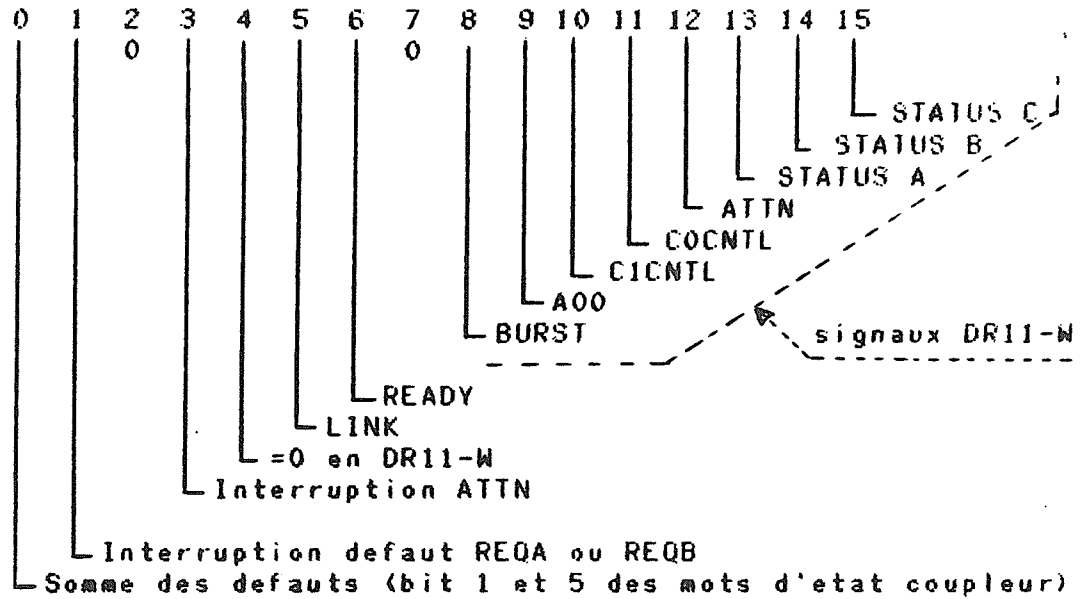 0 1 2 3 4 5 6 7 8 9 10 11 12 13 14 15
0 0
STATUS C
STATUS B
STATUS A
ATTN
C0CNTL
C1CNTL
A00
BURST
signaux DR11-W
READY
LINK
=0 en DR11-W
Interruption ATTN
Interruption defaut REQA ou REQB
Somme des defauts (bit 1 et 5 des mots d'etat coupleur)